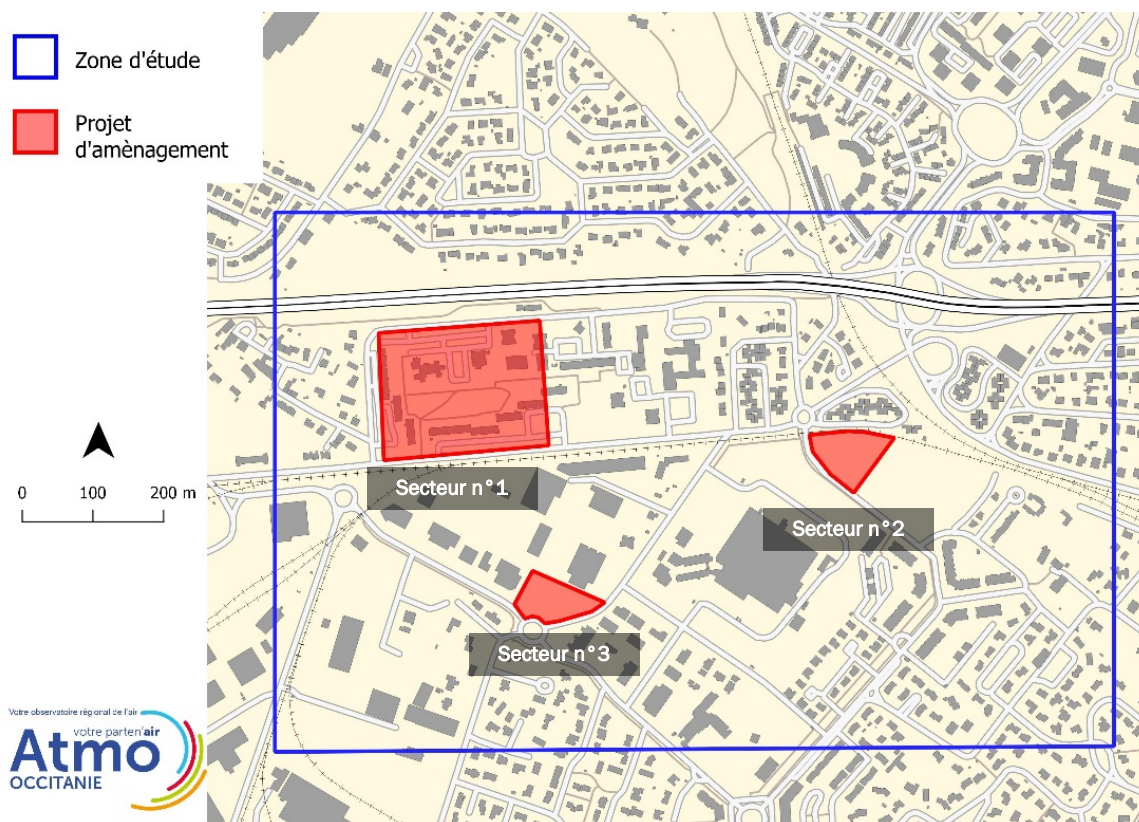 Zone d'étude
Projet
d'amènagement
0 100 200 m
Secteur n°1
Secteur n°2
Secteur n°3
Votre observatoire régional de l'air
votre parten'air
Atmo
OCCITANIE